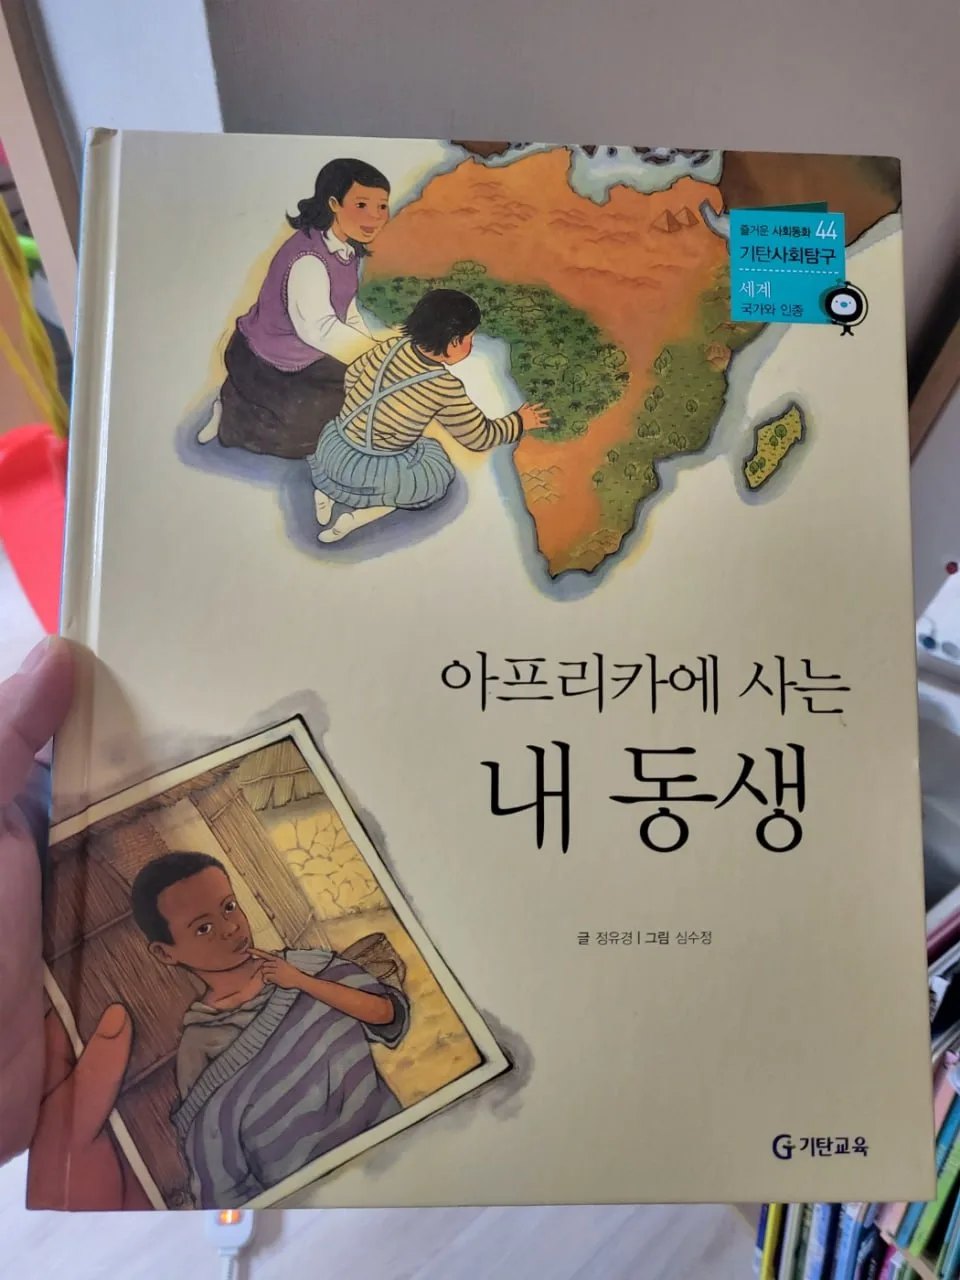 즐거운 사회동화 44
기탄사회탐구
세계
국가와 인종
아프리카에 사는
내 동생
글 정유경 | 그림 심수정
G 기탄교육